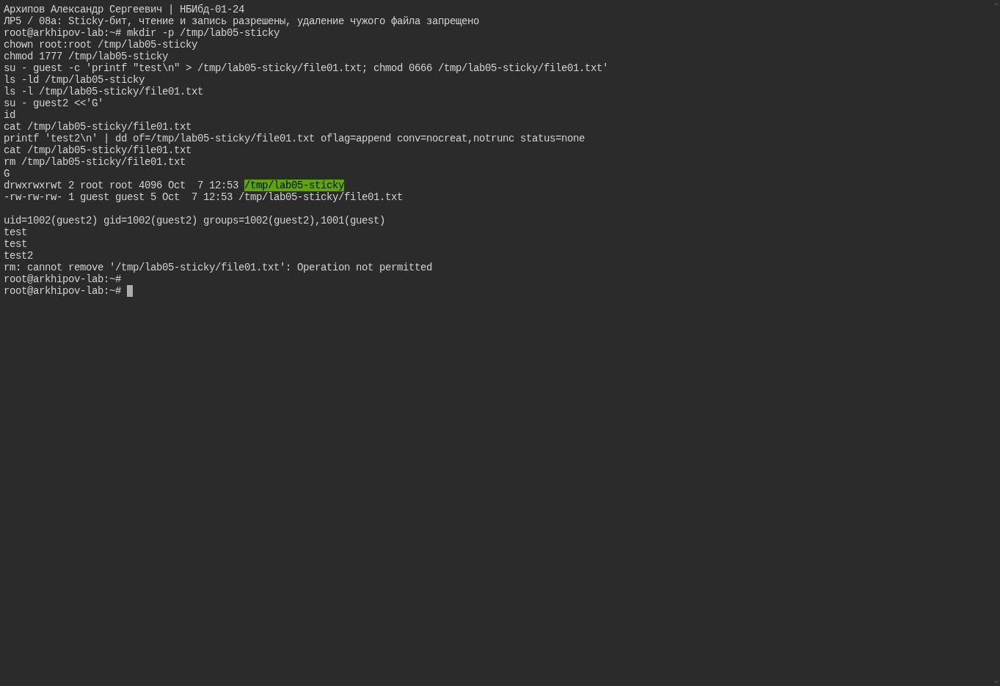 Архипов Александр Сергеевич | НБИбд-01-24
ЛР5 / 08a: Sticky-бит, чтение и запись разрешены, удаление чужого файла запрещено
root@arkhipov-lab:~# mkdir -p /tmp/lab05-sticky
chown root:root /tmp/lab05-sticky
chmod 1777 /tmp/lab05-sticky
su - guest -c 'printf "test\n" > /tmp/lab05-sticky/file01.txt; chmod 0666 /tmp/lab05-sticky/file01.txt'
ls -ld /tmp/lab05-sticky
ls -l /tmp/lab05-sticky/file01.txt
su - guest2 <<'G'
id
cat /tmp/lab05-sticky/file01.txt
printf 'test2\n' | dd of=/tmp/lab05-sticky/file01.txt oflag=append conv=nocreat,notrunc status=none
cat /tmp/lab05-sticky/file01.txt
rm /tmp/lab05-sticky/file01.txt
G
drwxrwxrwt 2 root root 4096 Oct  7 12:53 /tmp/lab05-sticky
-rw-rw-rw- 1 guest guest 5 Oct  7 12:53 /tmp/lab05-sticky/file01.txt

uid=1002(guest2) gid=1002(guest2) groups=1002(guest2),1001(guest)
test
test
test2
rm: cannot remove '/tmp/lab05-sticky/file01.txt': Operation not permitted
root@arkhipov-lab:~#
root@arkhipov-lab:~#